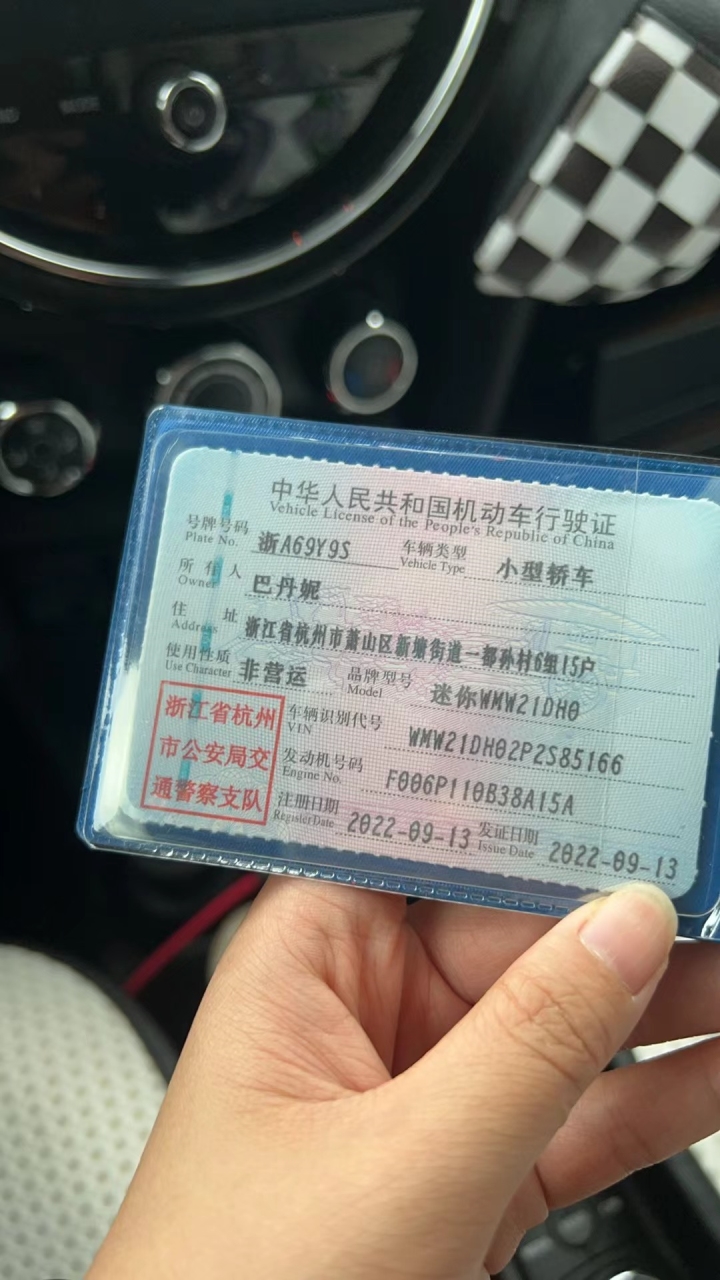 中华人民共和国机动车行驶证
Vehicle License of the People's Republic of China
号牌号码 浙A69Y9S 车辆类型 小型轿车
Plate No. Vehicle Type
所有人 巴丹妮
Owner
住址 浙江省杭州市萧山区新塘街道一都孙村6组15户
Address
使用性质 非营运 品牌型号 迷你WMW21DH0
Use Character Model
浙江省杭州
市公安局交
通警察支队
车辆识别代号 WMW21DH02P2S85166
VIN
发动机号码 F006P110B38A15A
Engine No.
注册日期 2022-09-13 发证日期 2022-09-13
Register Date Issue Date